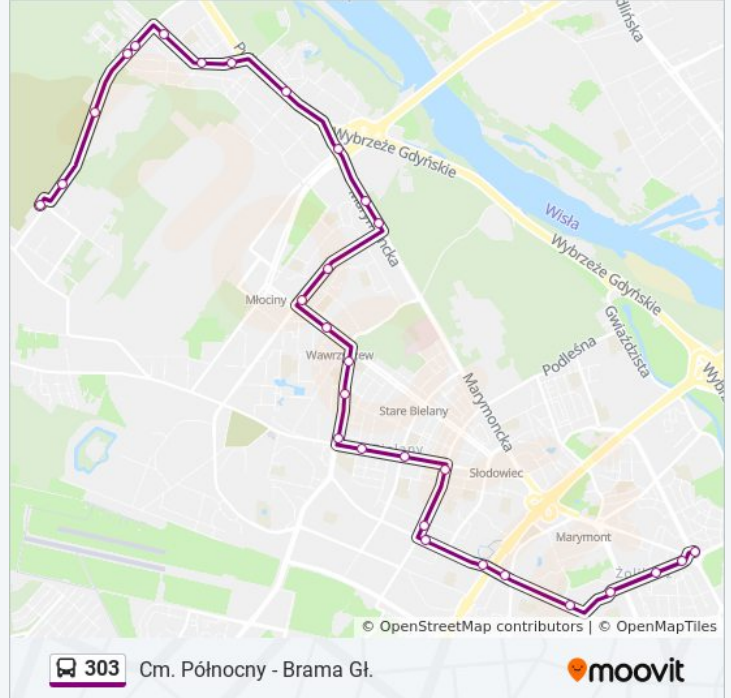 dlińska
Wybrzeże Gdyńskie
Wisła
Marymoncka
Wybrzeże Gdyńskie
Młociny
Gwiaździsta
Podleśna
Marymoncka
Stare Bielany
Słodowiec
Marymont
© OpenStreetMap contributors | © OpenMapTiles
303 Cm. Północny - Brama Gł.
moovit